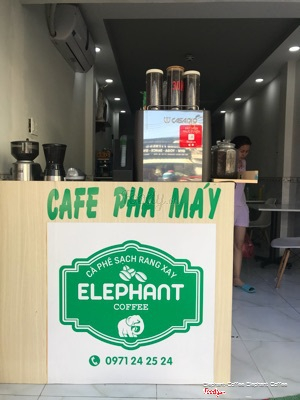 CAFE PHA MÁY
CÀ PHÊ SẠCH RANG XAY
ELEPHANT
COFFEE
0971 24 25 24